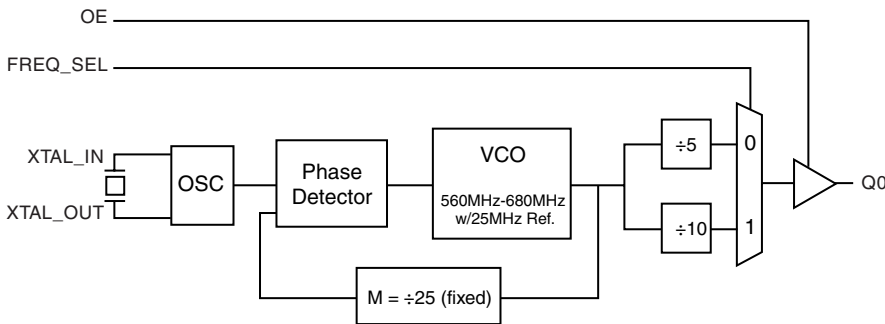 OE
FREQ_SEL
XTAL_IN
XTAL_OUT
OSC
Phase
Detector
VCO
560MHz-680MHz
w/25MHz Ref.
÷5
÷10
0
1
Q0
M = ÷25 (fixed)